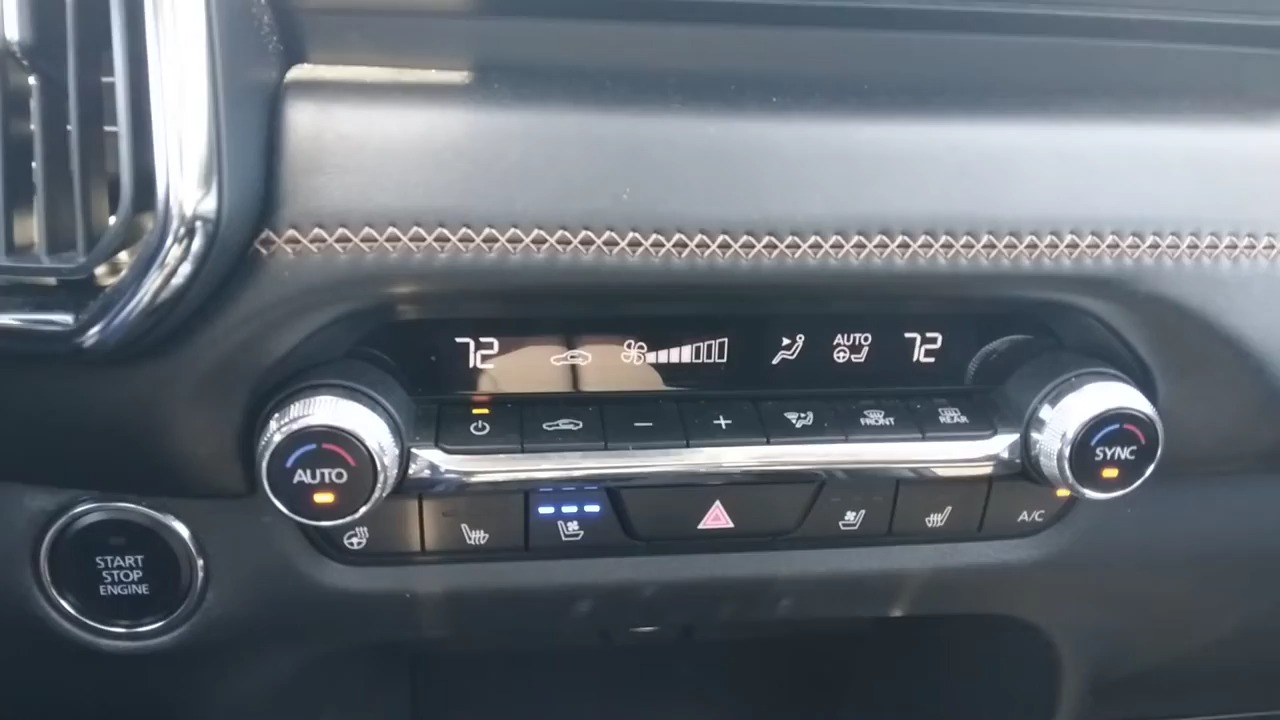 72
AUTO
72
FRONT
REAR
AUTO
SYNC
A/C
START
STOP
ENGINE